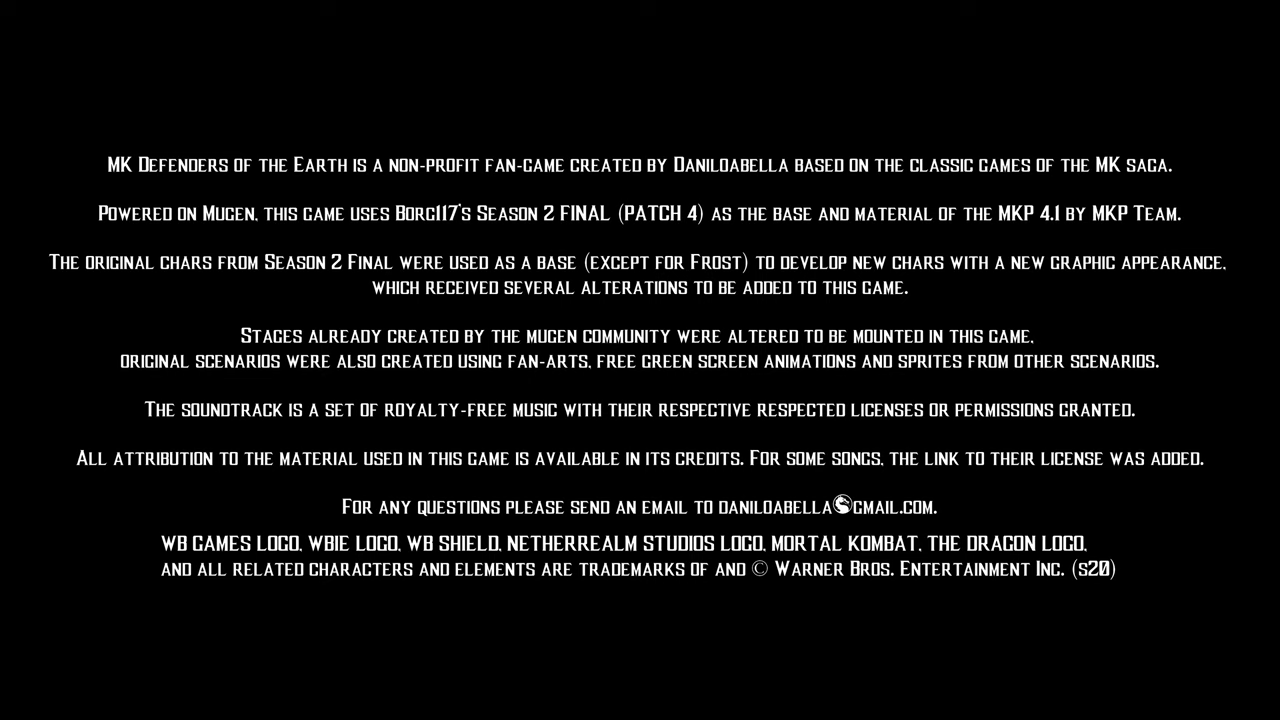 MK Defenders of the Earth is a non-profit fan-game created by Daniloabella based on the classic games of the MK saga.
Powered on Mugen, this game uses Borg117's Season 2 FINAL (PATCH 4) as the base and material of the MKP 4.1 by MKP Team.
The original chars from Season 2 Final were used as a base (except for Frost) to develop new chars with a new graphic appearance,
which received several alterations to be added to this game.
Stages already created by the mugen community were altered to be mounted in this game,
original scenarios were also created using fan-arts, free green screen animations and sprites from other scenarios.
The soundtrack is a set of royalty-free music with their respective respected licenses or permissions granted.
All attribution to the material used in this game is available in its credits. For some songs, the link to their license was added.
For any questions please send an email to daniloabella@gmail.com.
WB GAMES LOGO, WBIE LOGO, WB SHIELD, NETHERREALM STUDIOS LOGO, MORTAL KOMBAT, THE DRAGON LOGO,
and all related characters and elements are trademarks of and © Warner Bros. Entertainment Inc. (s20)